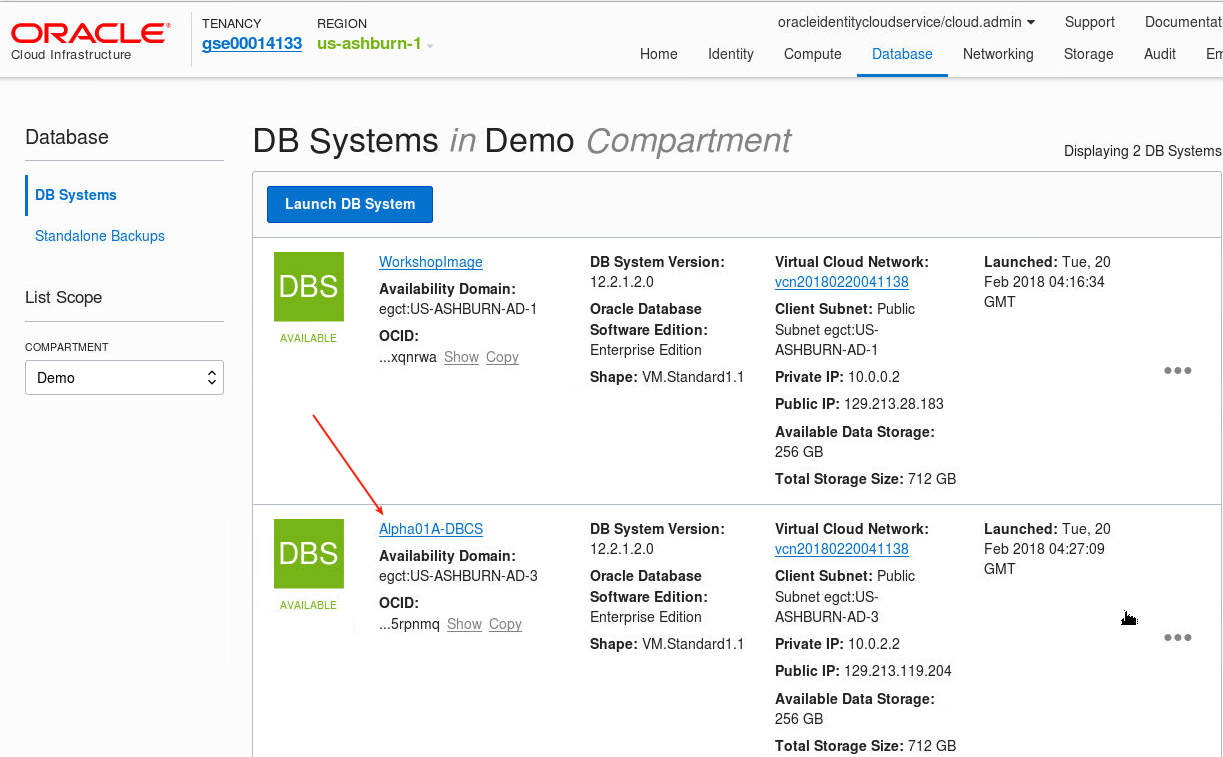 ORACLE®
Cloud Infrastructure
TENANCY
gse00014133
REGION
us-ashburn-1
oracleidentitycloudservice/cloud.admin
Support
Documentat
Home
Identity
Compute
Database
Networking
Storage
Audit
Em
Database
DB Systems
Standalone Backups
List Scope
COMPARTMENT
Demo
DB Systems in Demo Compartment
Displaying 2 DB Systems
Launch DB System
DBS
AVAILABLE
WorkshopImage
Availability Domain:
egct:US-ASHBURN-AD-1
OCID:
...xqnrwa Show Copy
DB System Version:
12.2.1.2.0
Oracle Database
Software Edition:
Enterprise Edition
Shape: VM.Standard1.1
Virtual Cloud Network:
vcn20180220041138
Client Subnet: Public
Subnet egct:US-
ASHBURN-AD-1
Private IP: 10.0.0.2
Public IP: 129.213.28.183
Available Data Storage:
256 GB
Total Storage Size: 712 GB
Launched: Tue, 20
Feb 2018 04:16:34
GMT
DBS
AVAILABLE
Alpha01A-DBCS
Availability Domain:
egct:US-ASHBURN-AD-3
OCID:
...5rpnmq Show Copy
DB System Version:
12.2.1.2.0
Oracle Database
Software Edition:
Enterprise Edition
Shape: VM.Standard1.1
Virtual Cloud Network:
vcn20180220041138
Client Subnet: Public
Subnet egct:US-
ASHBURN-AD-3
Private IP: 10.0.2.2
Public IP: 129.213.119.204
Available Data Storage:
256 GB
Total Storage Size: 712 GB
Launched: Tue, 20
Feb 2018 04:27:09
GMT